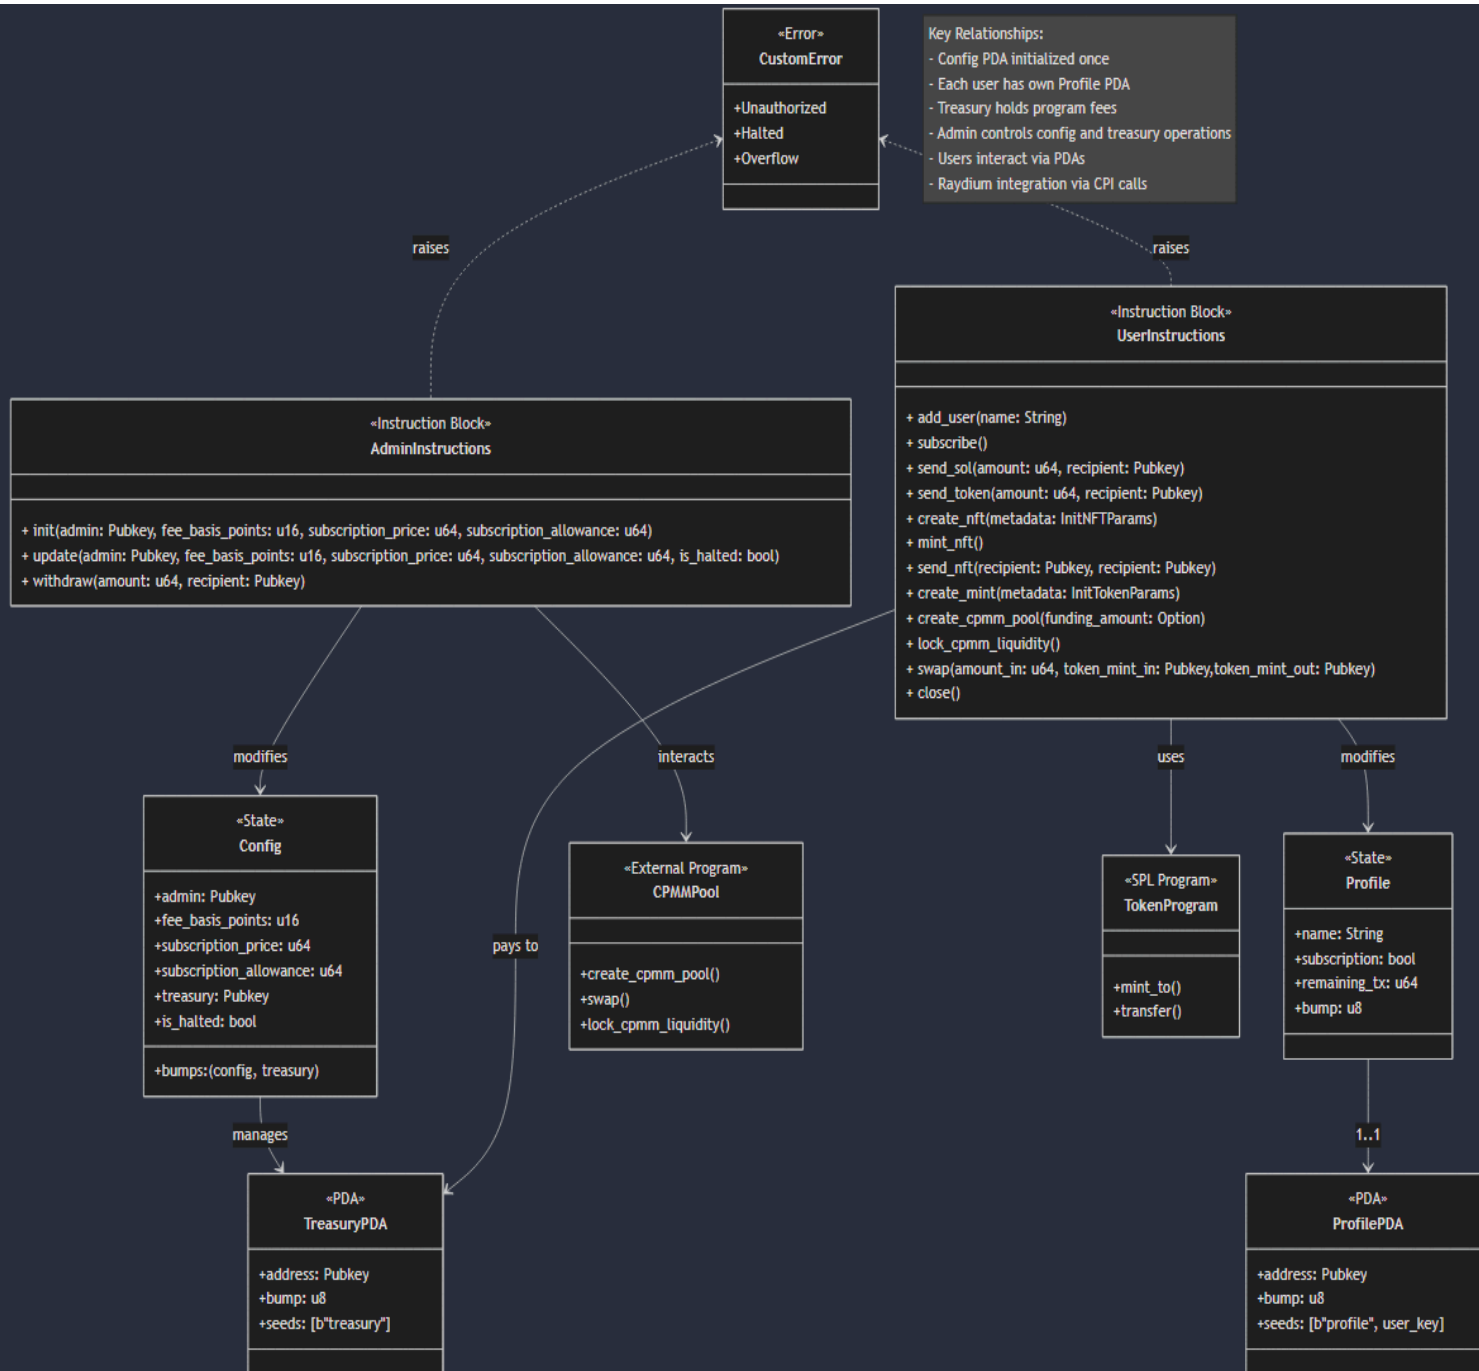 «Error»
CustomError
+Unauthorized
+Halted
+Overflow
Key Relationships:
- Config PDA initialized once
- Each user has own Profile PDA
- Treasury holds program fees
- Admin controls config and treasury operations
- Users interact via PDAs
- Raydium integration via CPI calls
raises
raises
«Instruction Block»
UserInstructions
+ add_user(name: String)
+ subscribe()
+ send_sol(amount: u64, recipient: Pubkey)
+ send_token(amount: u64, recipient: Pubkey)
+ create_nft(metadata: InitNFTParams)
+ mint_nft()
+ send_nft(recipient: Pubkey, recipient: Pubkey)
+ create_mint(metadata: InitTokenParams)
+ create_cpmm_pool(funding_amount: Option)
+ lock_cpmm_liquidity()
+ swap(amount_in: u64, token_mint_in: Pubkey,token_mint_out: Pubkey)
+ close()
«Instruction Block»
AdminInstructions
+ init(admin: Pubkey, fee_basis_points: u16, subscription_price: u64, subscription_allowance: u64)
+ update(admin: Pubkey, fee_basis_points: u16, subscription_price: u64, subscription_allowance: u64, is_halted: bool)
+ withdraw(amount: u64, recipient: Pubkey)
modifies
interacts
uses
modifies
«State»
Config
+admin: Pubkey
+fee_basis_points: u16
+subscription_price: u64
+subscription_allowance: u64
+treasury: Pubkey
+is_halted: bool
+bumps:(config, treasury)
pays to
«External Program»
CPMMPool
+create_cpmm_pool()
+swap()
+lock_cpmm_liquidity()
«SPL Program»
TokenProgram
+mint_to()
+transfer()
«State»
Profile
+name: String
+subscription: bool
+remaining_tx: u64
+bump: u8
manages
1..1
«PDA»
TreasuryPDA
+address: Pubkey
+bump: u8
+seeds: [b"treasury"]
«PDA»
ProfilePDA
+address: Pubkey
+bump: u8
+seeds: [b"profile", user_key]